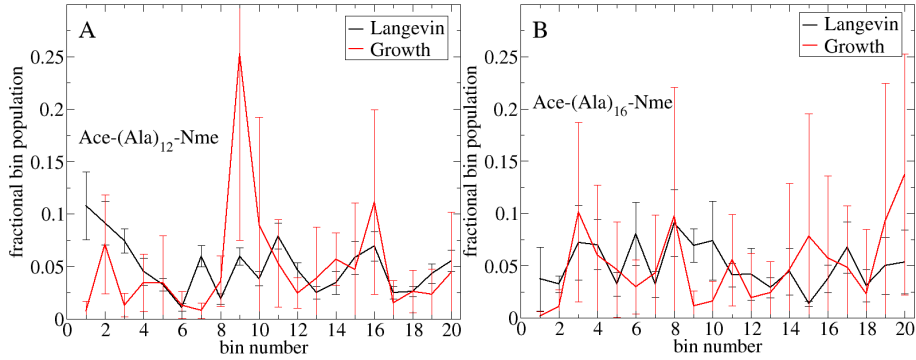 A
Langevin
Growth
Ace-(Ala)12-Nme
fractional bin population
0.25
0.2
0.15
0.1
0.05
0
0 2 4 6 8 10 12 14 16 18 20
bin number
B
Langevin
Growth
Ace-(Ala)16-Nme
fractional bin population
0.25
0.2
0.15
0.1
0.05
0
0 2 4 6 8 10 12 14 16 18 20
bin number